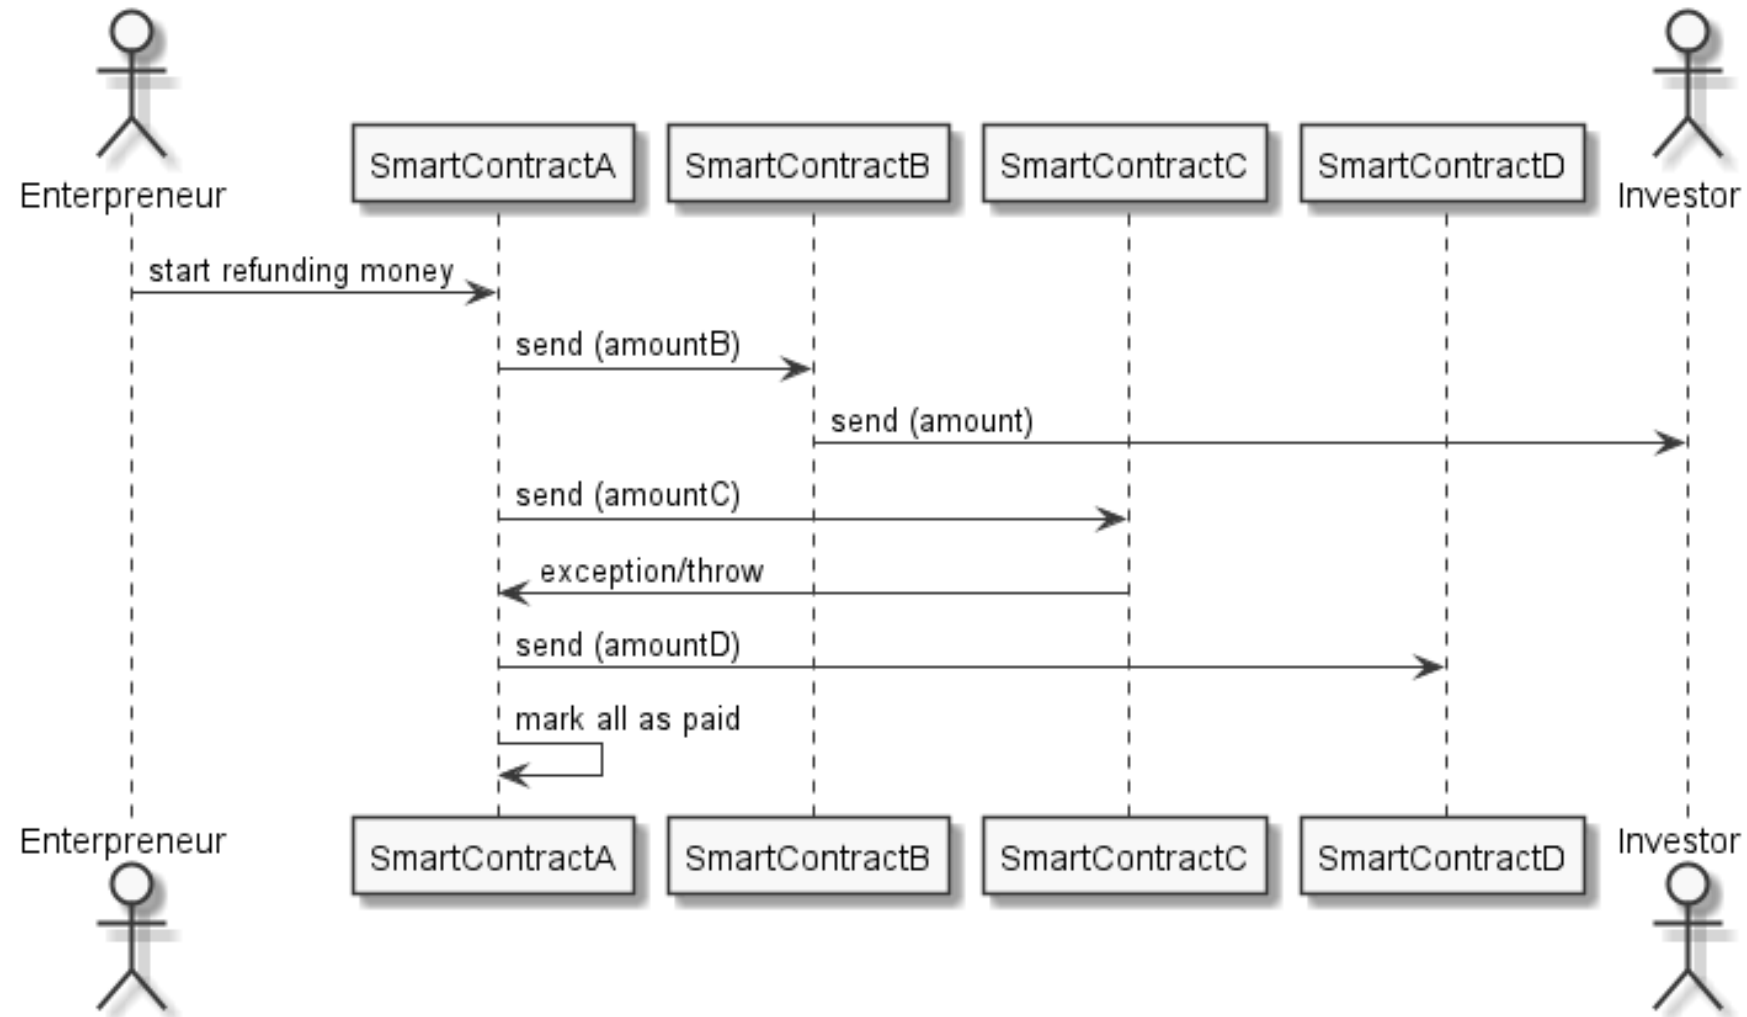 Enterpreneur
SmartContractA
SmartContractB
SmartContractC
SmartContractD
Investor
start refunding money
send (amountB)
send (amount)
send (amountC)
exception/throw
send (amountD)
mark all as paid
Enterpreneur
SmartContractA
SmartContractB
SmartContractC
SmartContractD
Investor